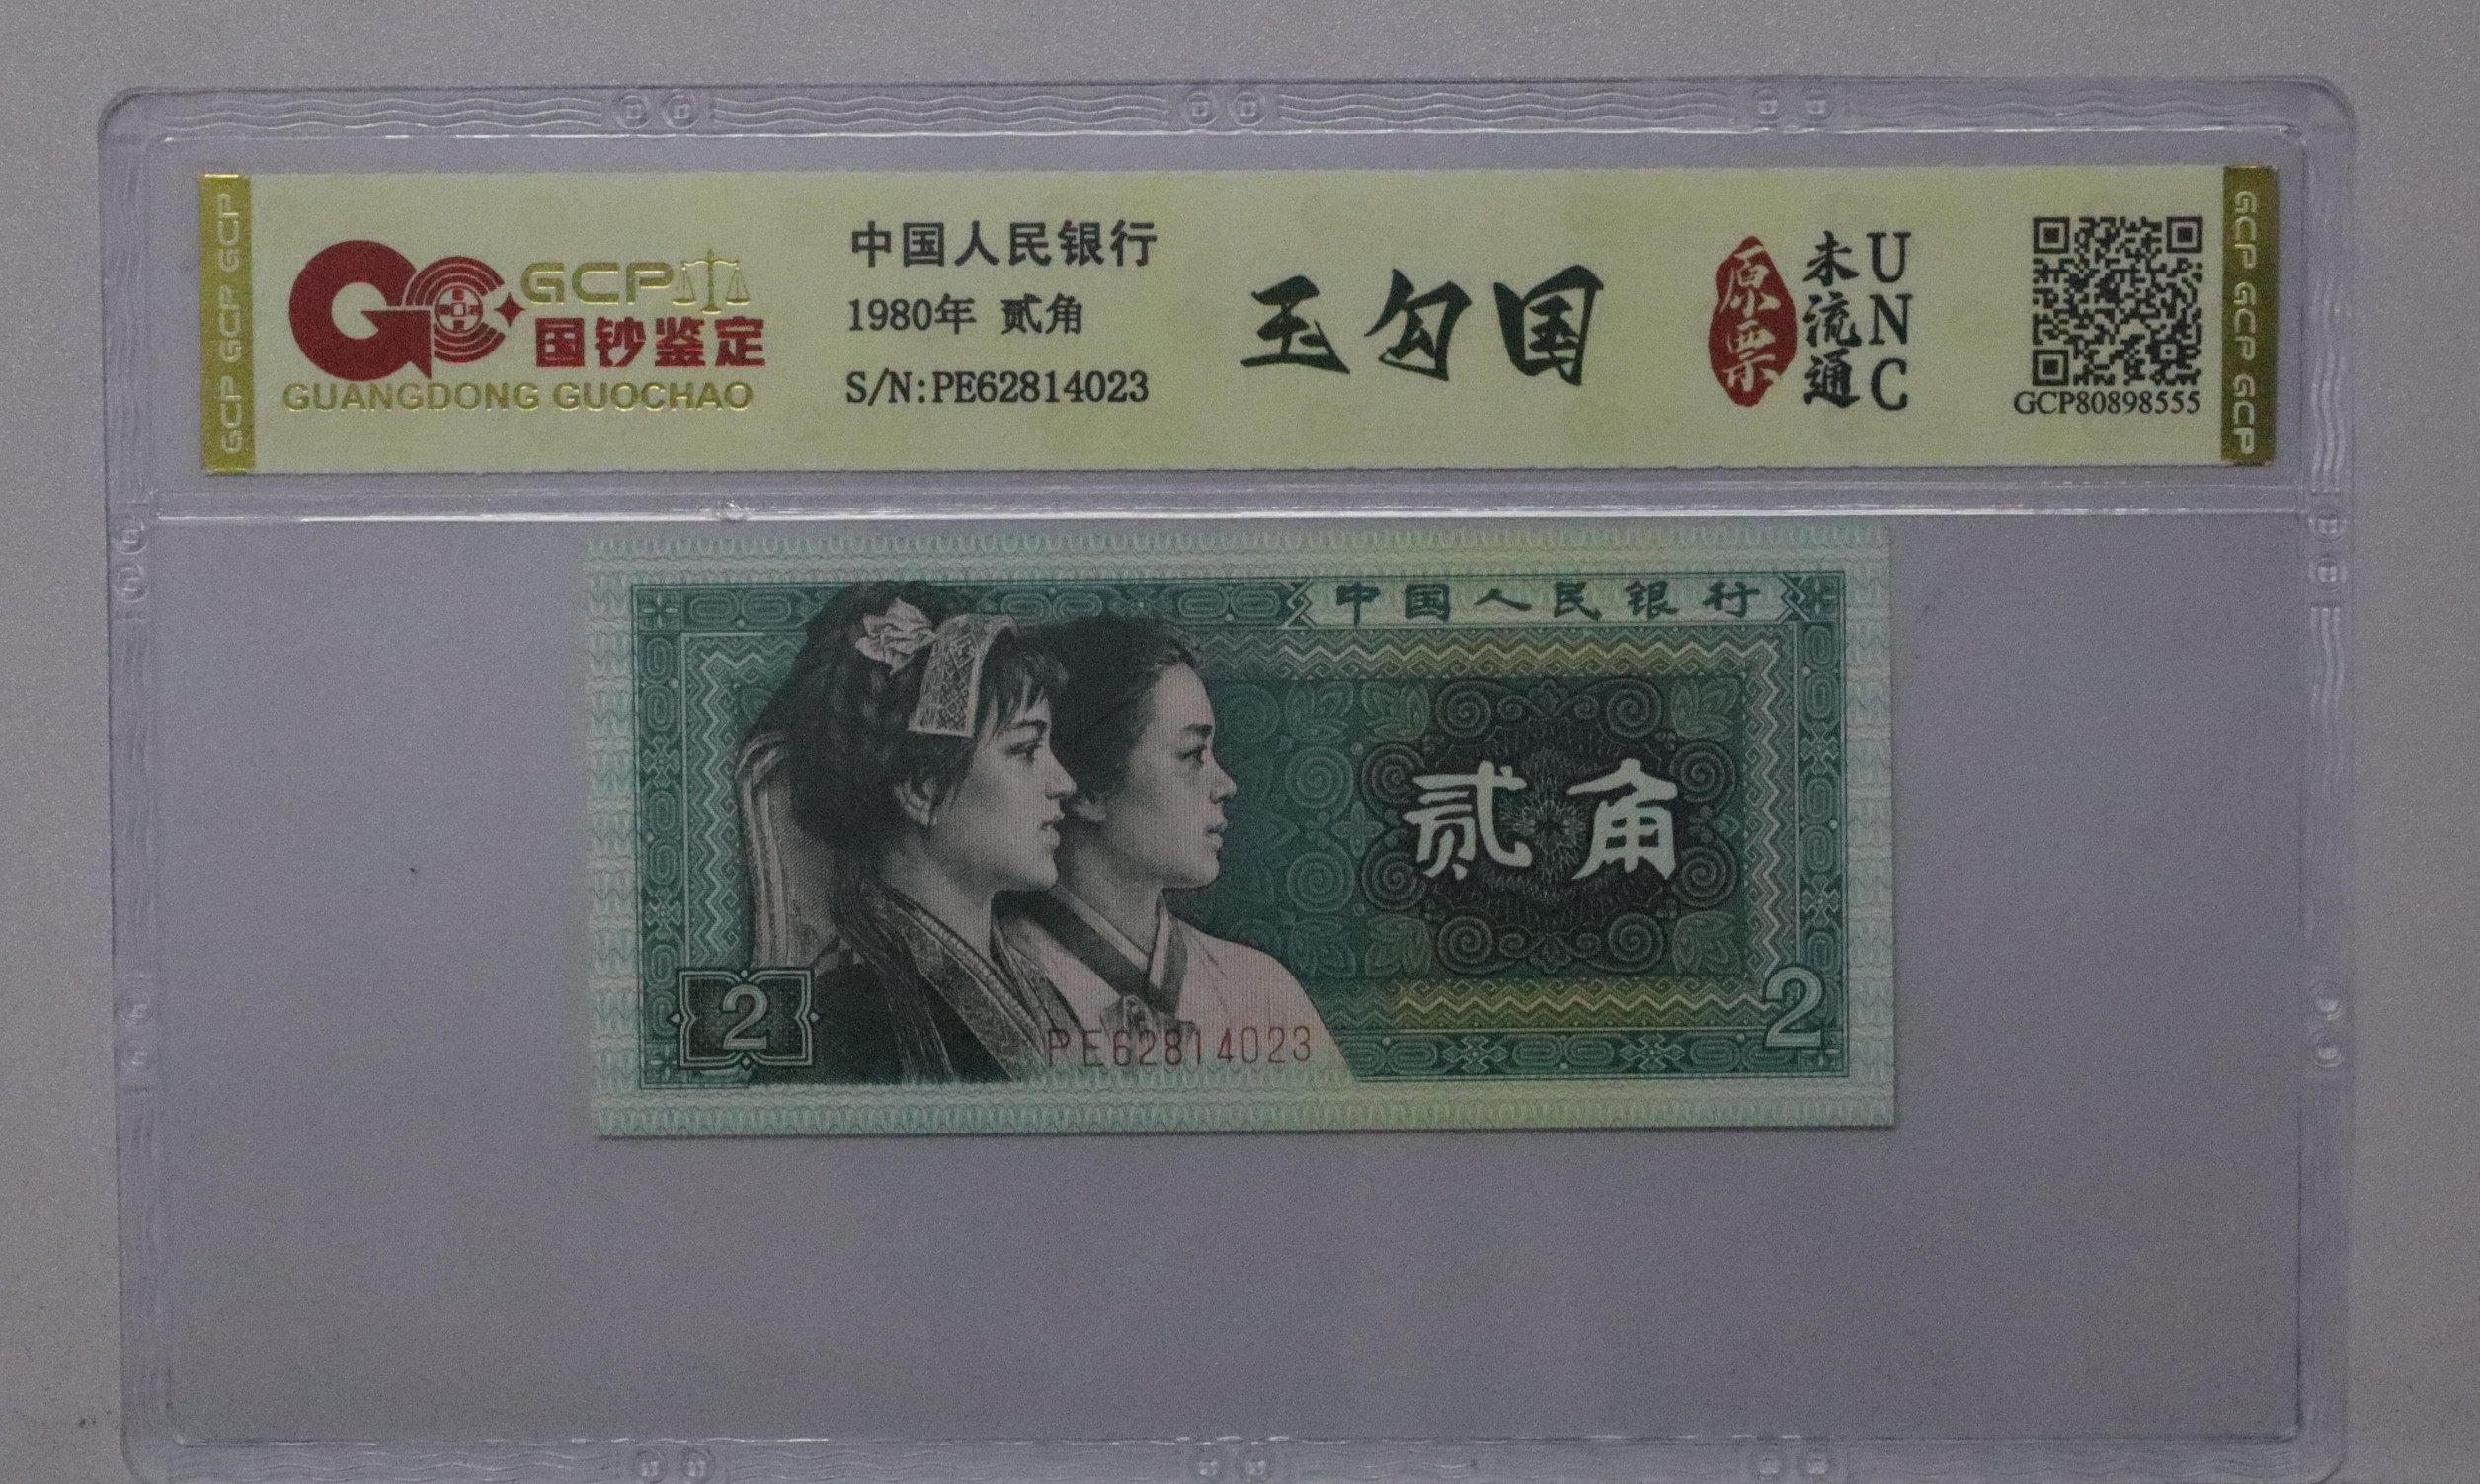 GCP GCP GCP
GCP
国钞鉴定
GUANGDONG GUOCHAO
中国人民银行
1980年 贰角
S/N:PE62814023
玉勾国
原票
未流通
UNC
GCP80898555
GCP GCP GCP
中国人民银行
贰角
2
PE62814023
2